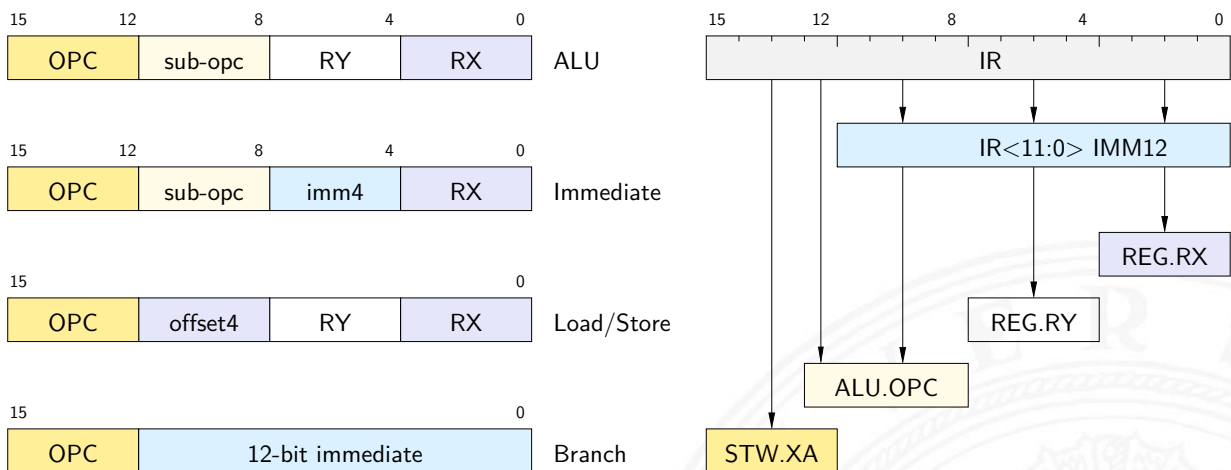 15 12 8 4 0
OPC sub-opc RY RX ALU
15 12 8 4 0
OPC sub-opc imm4 RX Immediate
15 0
OPC offset4 RY RX Load/Store
15 0
OPC 12-bit immediate Branch
15 12 8 4 0
IR
IR<11:0> IMM12
REG.RX
REG.RY
ALU.OPC
STW.XA